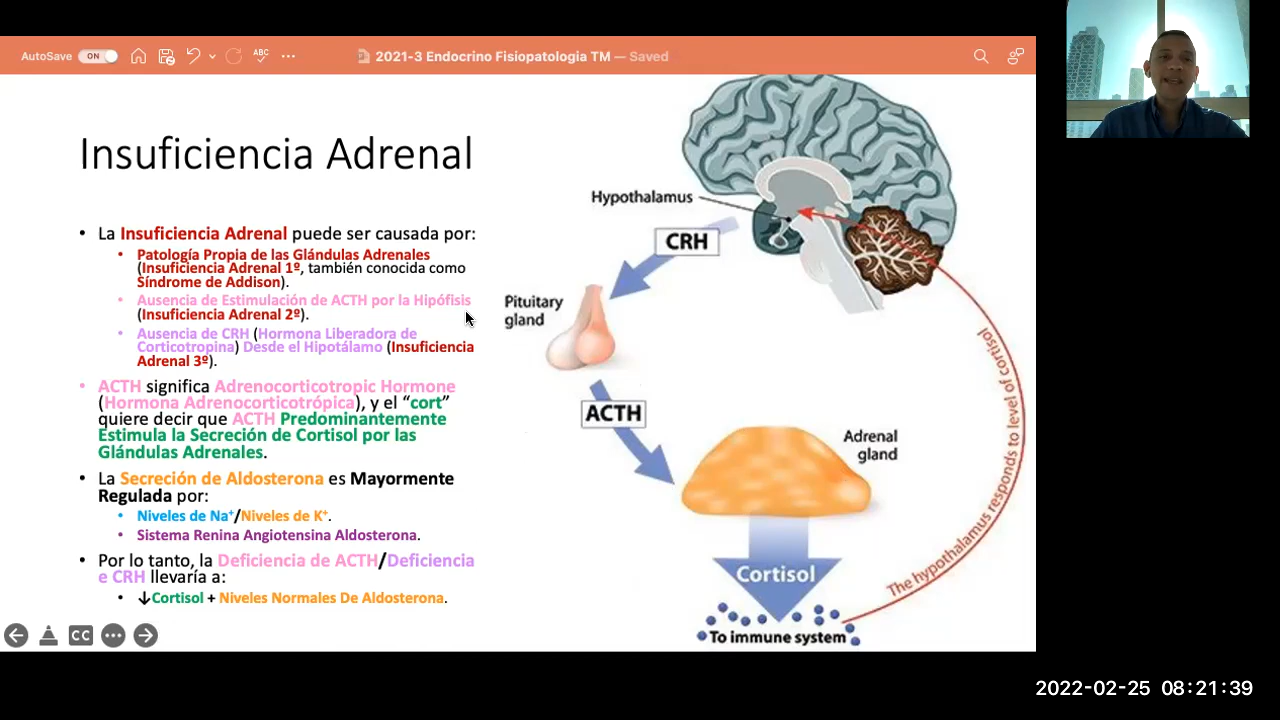 AutoSave ON ABC 2021-3 Endocrino Fisiopatologia TM — Saved
Insuficiencia Adrenal
• La Insuficiencia Adrenal puede ser causada por:
• Patología Propia de las Glándulas Adrenales
(Insuficiencia Adrenal 1º, también conocida como
Síndrome de Addison).
• Ausencia de Estimulación de ACTH por la Hipófisis
(Insuficiencia Adrenal 2º).
• Ausencia de CRH (Hormona Liberadora de
Corticotropina) Desde el Hipotálamo (Insuficiencia
Adrenal 3º).
• ACTH significa Adrenocorticotropic Hormone
(Hormona Adrenocorticotrópica), y el “cort”
quiere decir que ACTH Predominantemente
Estimula la Secreción de Cortisol por las
Glándulas Adrenales.
• La Secreción de Aldosterona es Mayormente
Regulada por:
• Niveles de Na⁺/Niveles de K⁺.
• Sistema Renina Angiotensina Aldosterona.
• Por lo tanto, la Deficiencia de ACTH/Deficiencia
e CRH llevaría a:
• ↓Cortisol + Niveles Normales De Aldosterona.
Hypothalamus
CRH
Pituitary
gland
ACTH
Adrenal
gland
Cortisol
To immune system
The hypothalamus responds to level of cortisol
CC
2022-02-25 08:21:39